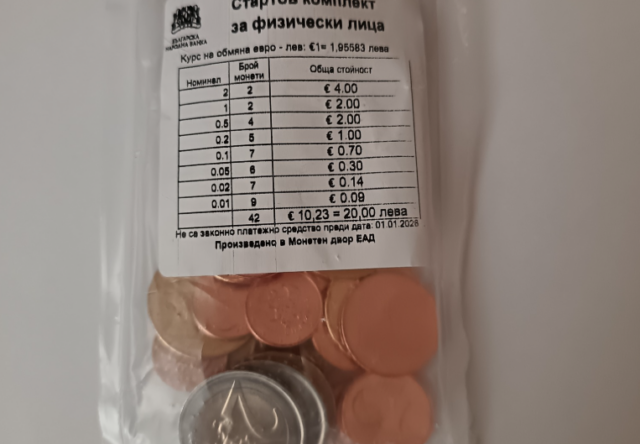 Стартов комплект
за физически лица
БЪЛГАРСКА
НАРОДНА БАНКА
Курс на обмяна евро - лев: €1= 1,95583 лева
Номинал Брой монети Обща стойност
2 2 € 4.00
1 2 € 2.00
0.5 4 € 2.00
0.2 5 € 1.00
0.1 7 € 0.70
0.05 6 € 0.30
0.02 7 € 0.14
0.01 9 € 0.09
42 € 10,23 = 20,00 лева
Не са законно платежно средство преди дата: 01.01.2026
Произведено в Монетен двор ЕАД